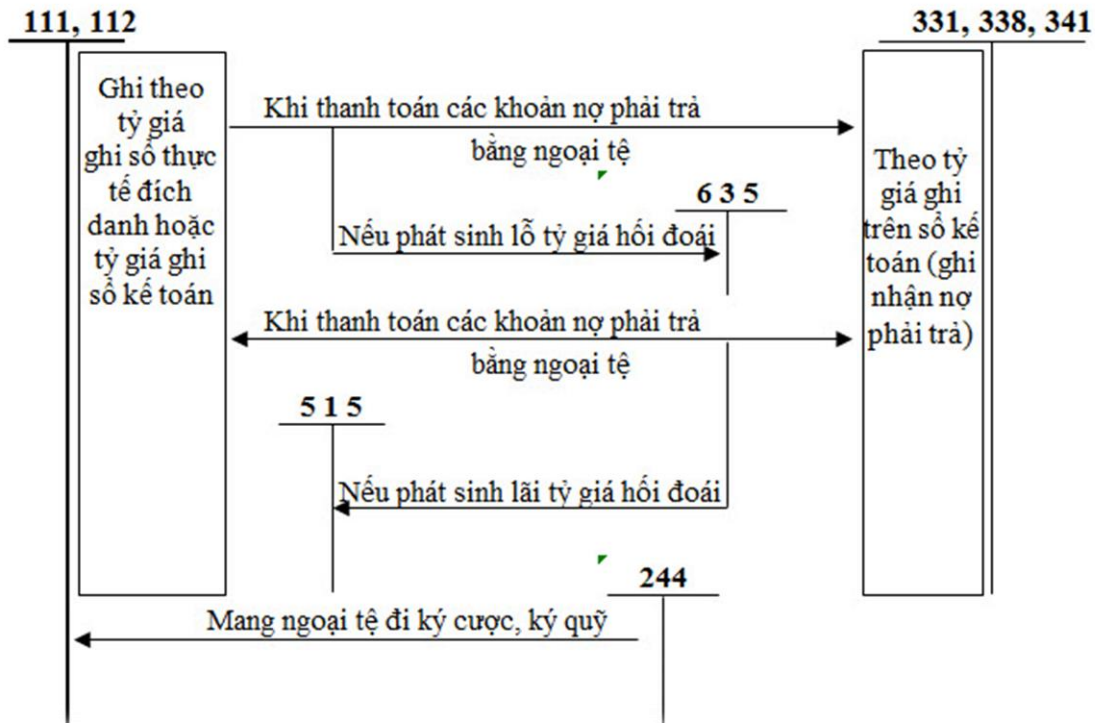 111, 112
331, 338, 341
Ghi theo
tỷ giá
ghi sổ thực
tế đích
danh hoặc
tỷ giá ghi
sổ kế toán
Khi thanh toán các khoản nợ phải trả
bằng ngoại tệ
6 3 5
Nếu phát sinh lỗ tỷ giá hối đoái
Theo tỷ
giá ghi
trên sổ kế
toán (ghi
nhận nợ
phải trả)
Khi thanh toán các khoản nợ phải trả
bằng ngoại tệ
5 1 5
Nếu phát sinh lãi tỷ giá hối đoái
244
Mang ngoại tệ đi ký cược, ký quỹ